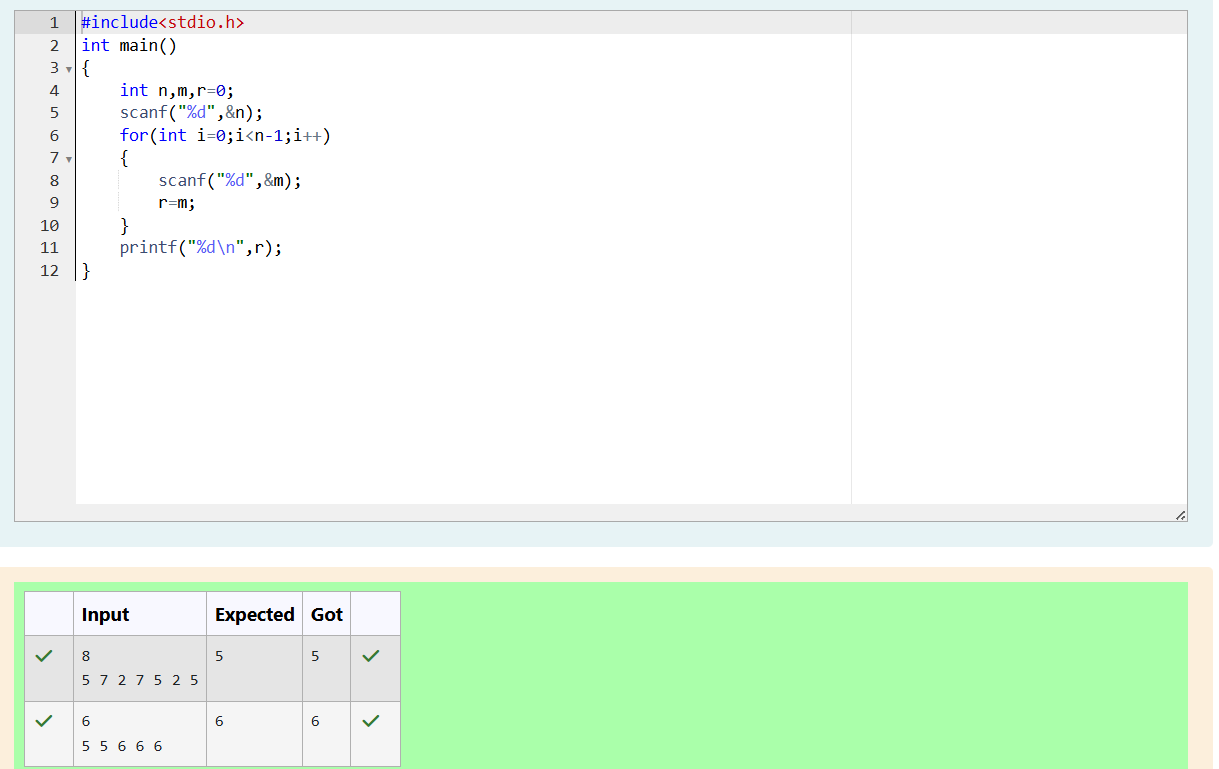 1 #include<stdio.h>
2 int main()
3 {
4     int n,m,r=0;
5     scanf("%d",&n);
6     for(int i=0;i<n-1;i++)
7     {
8         scanf("%d",&m);
9         r=m;
10     }
11     printf("%d\n",r);
12 }
Input Expected Got
8 5 5
5 7 2 7 5 2 5
6 6 6
5 5 6 6 6